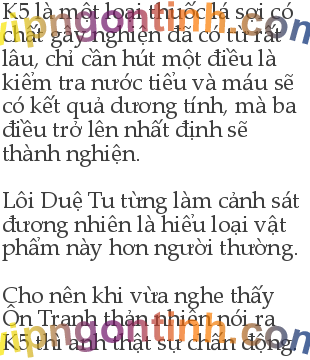 K5 là một loại thuốc lá sợi có
chất gây nghiện đã có từ rất
lâu, chỉ cần hút một điếu là
kiểm tra nước tiểu và máu sẽ
có kết quả dương tính, mà ba
điếu trở lên nhất định sẽ
thành nghiện.
Lôi Duệ Tu từng làm cảnh sát
đương nhiên là hiểu loại vật
phẩm này hơn người thường.
Cho nên khi vừa nghe thấy
Ôn Tranh thản nhiên nói ra
K5 thì anh thật sự chấn động